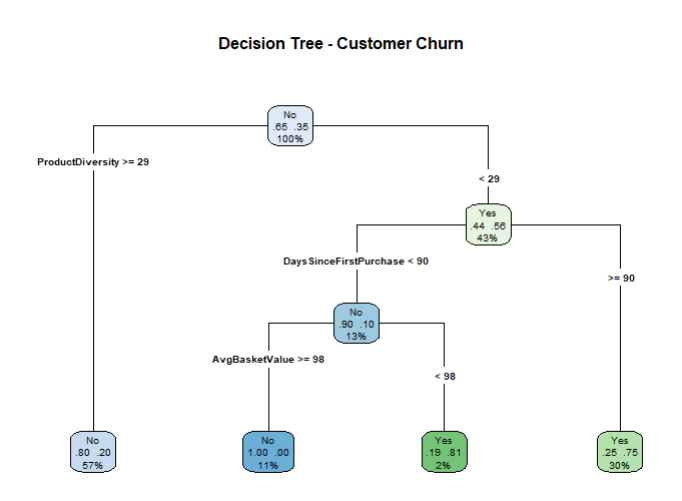 Decision Tree - Customer Churn
No
.65 .35
100%
ProductDiversity >= 29
< 29
Yes
.44 .56
43%
DaysSinceFirstPurchase < 90
>= 90
No
.90 .10
13%
AvgBasketValue >= 98
< 98
No
.80 .20
57%
No
1.00 .00
11%
Yes
.19 .81
2%
Yes
.25 .75
30%